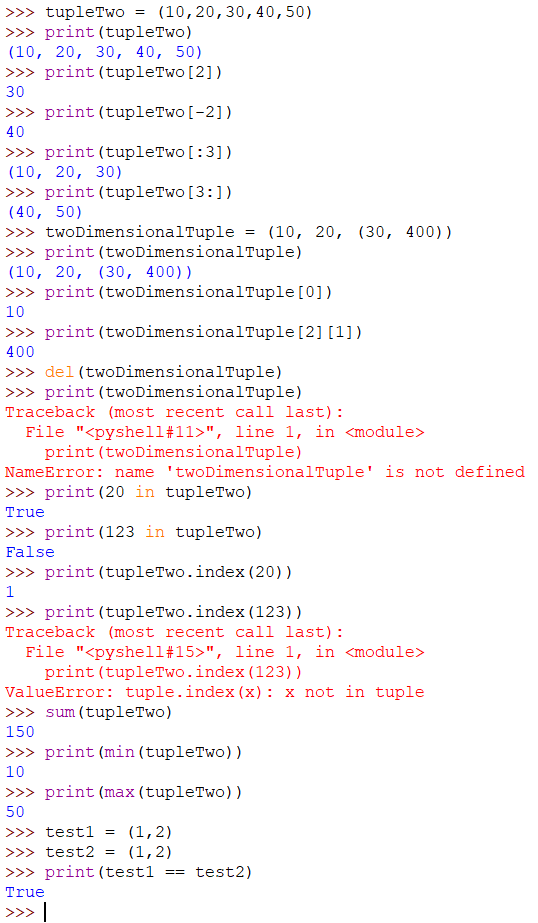 >>> tupleTwo = (10,20,30,40,50)
>>> print(tupleTwo)
(10, 20, 30, 40, 50)
>>> print(tupleTwo[2])
30
>>> print(tupleTwo[-2])
40
>>> print(tupleTwo[:3])
(10, 20, 30)
>>> print(tupleTwo[3:])
(40, 50)
>>> twoDimensionalTuple = (10, 20, (30, 400))
>>> print(twoDimensionalTuple)
(10, 20, (30, 400))
>>> print(twoDimensionalTuple[0])
10
>>> print(twoDimensionalTuple[2][1])
400
>>> del(twoDimensionalTuple)
>>> print(twoDimensionalTuple)
Traceback (most recent call last):
  File "<pyshell#11>", line 1, in <module>
    print(twoDimensionalTuple)
NameError: name 'twoDimensionalTuple' is not defined
>>> print(20 in tupleTwo)
True
>>> print(123 in tupleTwo)
False
>>> print(tupleTwo.index(20))
1
>>> print(tupleTwo.index(123))
Traceback (most recent call last):
  File "<pyshell#15>", line 1, in <module>
    print(tupleTwo.index(123))
ValueError: tuple.index(x): x not in tuple
>>> sum(tupleTwo)
150
>>> print(min(tupleTwo))
10
>>> print(max(tupleTwo))
50
>>> test1 = (1,2)
>>> test2 = (1,2)
>>> print(test1 == test2)
True
>>>